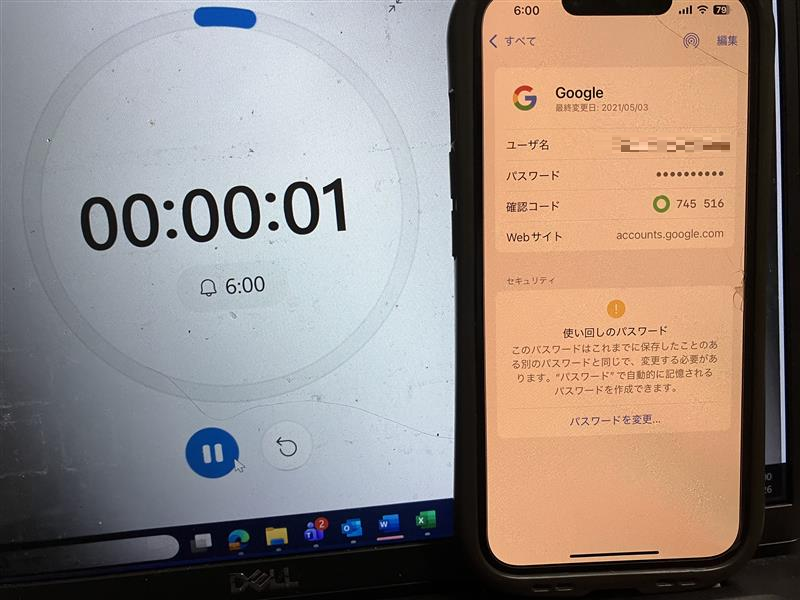 00:00:01
6:00
2
W
X
DELL
6:00
79
すべて
編集
Google
最終変更日: 2021/05/03
ユーザ名
パスワード ••••••••••
確認コード 745 516
Webサイト accounts.google.com
セキュリティ
!
使い回しのパスワード
このパスワードはこれまでに保存したことのあ
る別のパスワードと同じで、変更する必要があ
ります。“パスワード” で自動的に記憶される
パスワードを作成できます。
パスワードを変更...